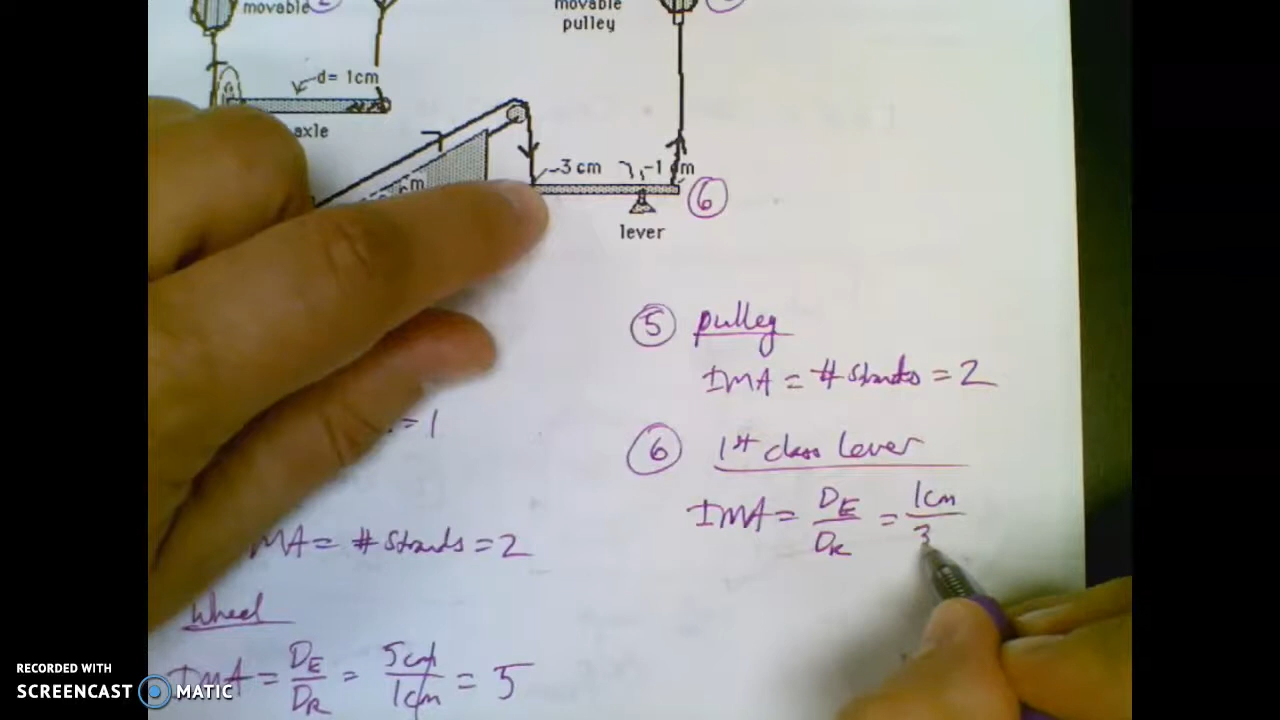 movable 2
movable
pulley
d= 1cm
axle
cm
3 cm
1 cm
6
lever
5 pulley
IMA = # strands = 2
6 1st class lever
IMA = DE/DR = 1cm/3
= 1
MA = # strands = 2
Wheel
IMA = DE/DR = 5cm/1cm = 5
RECORDED WITH
SCREENCAST MATIC